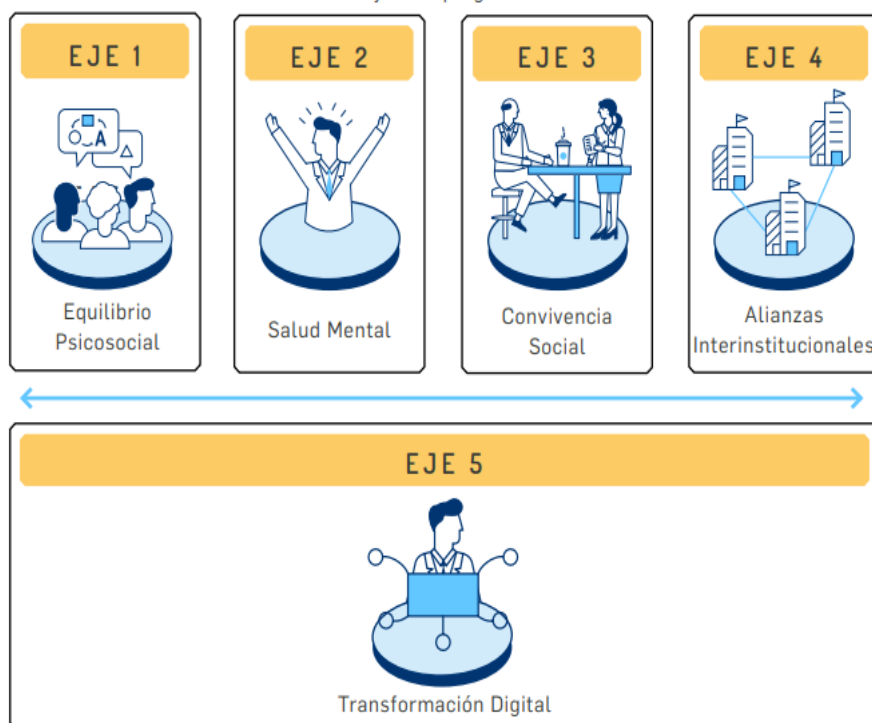 EJE 1
EJE 2
EJE 3
EJE 4
A
Equilibrio
Psicosocial
Salud Mental
Convivencia
Social
Alianzas
Interinstitucionales
EJE 5
Transformación Digital